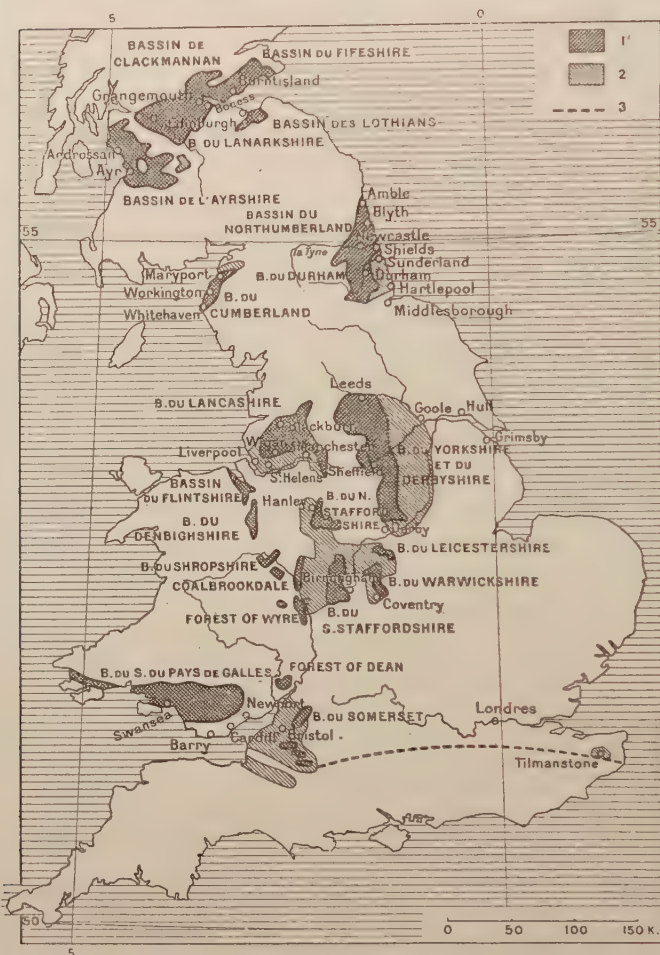 5
0
BASSIN DE
CLACKMANNAN
BASSIN DU FIFESHIRE
1
2
3
Burntisland
Grangemouth
Boness
Edinburgh
BASSIN DES LOTHIANS
B. DU LANARKSHIRE
Ardrossan
Ayr
BASSIN DE L'AYRSHIRE
Amble
Blyth
BASSIN DU
NORTHUMBERLAND
Newcastle
55
55
la Tyne
Shields
Sunderland
B. DU DURHAM
Durham
Hartlepool
Middlesborough
Maryport
Workington
Whitehaven
B. DU
CUMBERLAND
Leeds
B. DU LANCASHIRE
Goole
Hull
Blackburn
Grimsby
Manchester
Liverpool
S. Helens
Sheffield
B. DU YORKSHIRE
ET DU
DERBYSHIRE
BASSIN
DU FLINTSHIRE
Hanley
B. DU N.
STAFFORD
SHIRE
Derby
B. DU
DENBIGHSHIRE
B. DU LEICESTERSHIRE
B. DU SHROPSHIRE
COALBROOKDALE
Birmingham
B. DU WARWICKSHIRE
Coventry
FOREST OF WYRE
B. DU
S. STAFFORDSHIRE
B. DU S. DU PAYS DE GALLES
FOREST OF DEAN
Swansea
Newport
B. DU SOMERSET
Londres
Barry
Cardiff
Bristol
Tilmanstone
50
0 50 100 150 K.
5